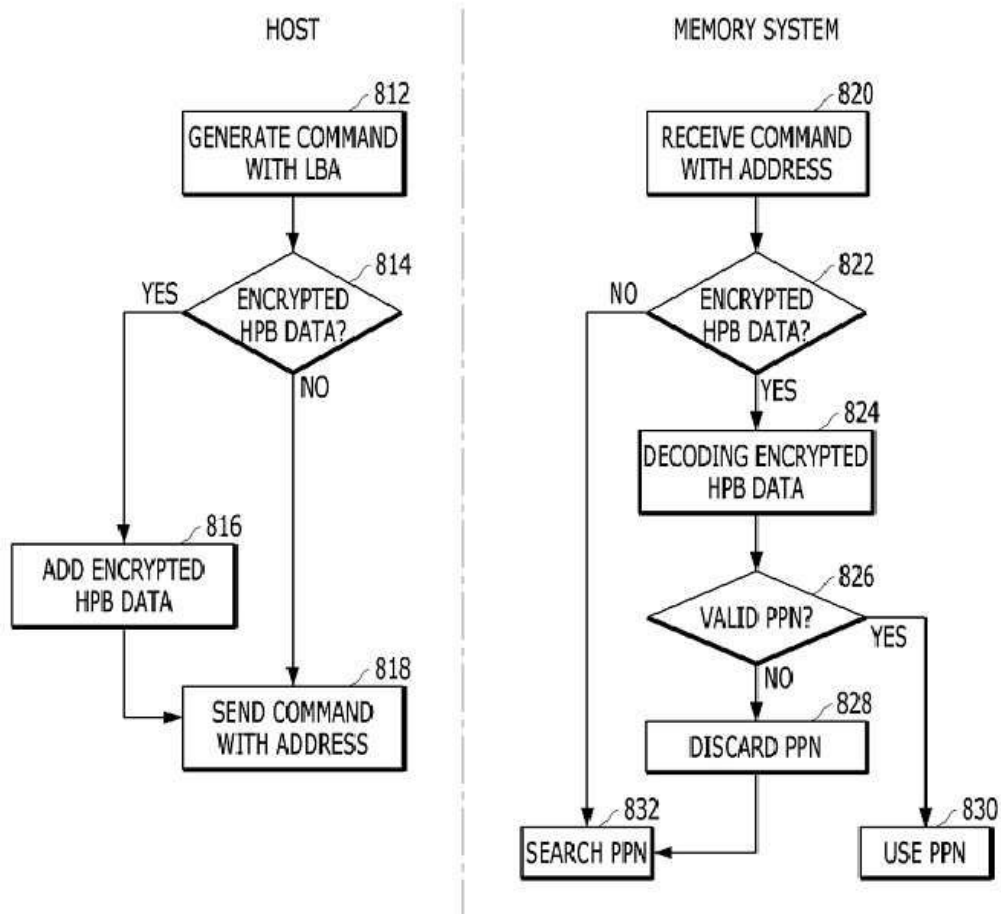 HOST
812
GENERATE COMMAND
WITH LBA
814
YES
ENCRYPTED
HPB DATA?
NO
816
ADD ENCRYPTED
HPB DATA
818
SEND COMMAND
WITH ADDRESS
MEMORY SYSTEM
820
RECEIVE COMMAND
WITH ADDRESS
822
NO
ENCRYPTED
HPB DATA?
YES
824
DECODING ENCRYPTED
HPB DATA
826
VALID PPN?
YES
NO
828
DISCARD PPN
832
SEARCH PPN
830
USE PPN